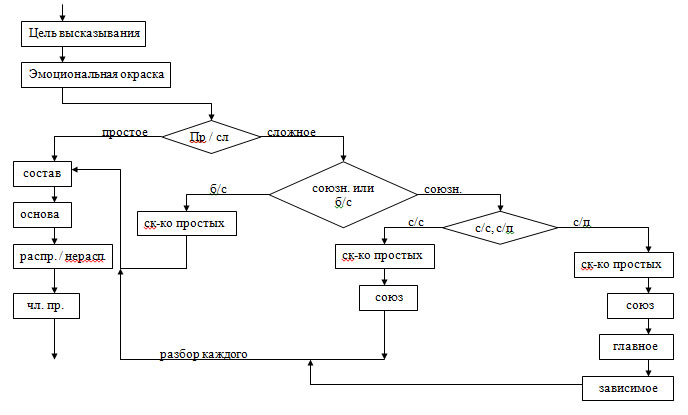 Цель высказывания
Эмоциональная окраска
простое
Пр / сл
сложное
состав
б/с
союзн. или
б/с
союзн.
основа
ск-ко простых
с/с
с/с, с/п
с/п
распр. / нерасп.
ск-ко простых
ск-ко простых
чл. пр.
союз
союз
главное
разбор каждого
зависимое